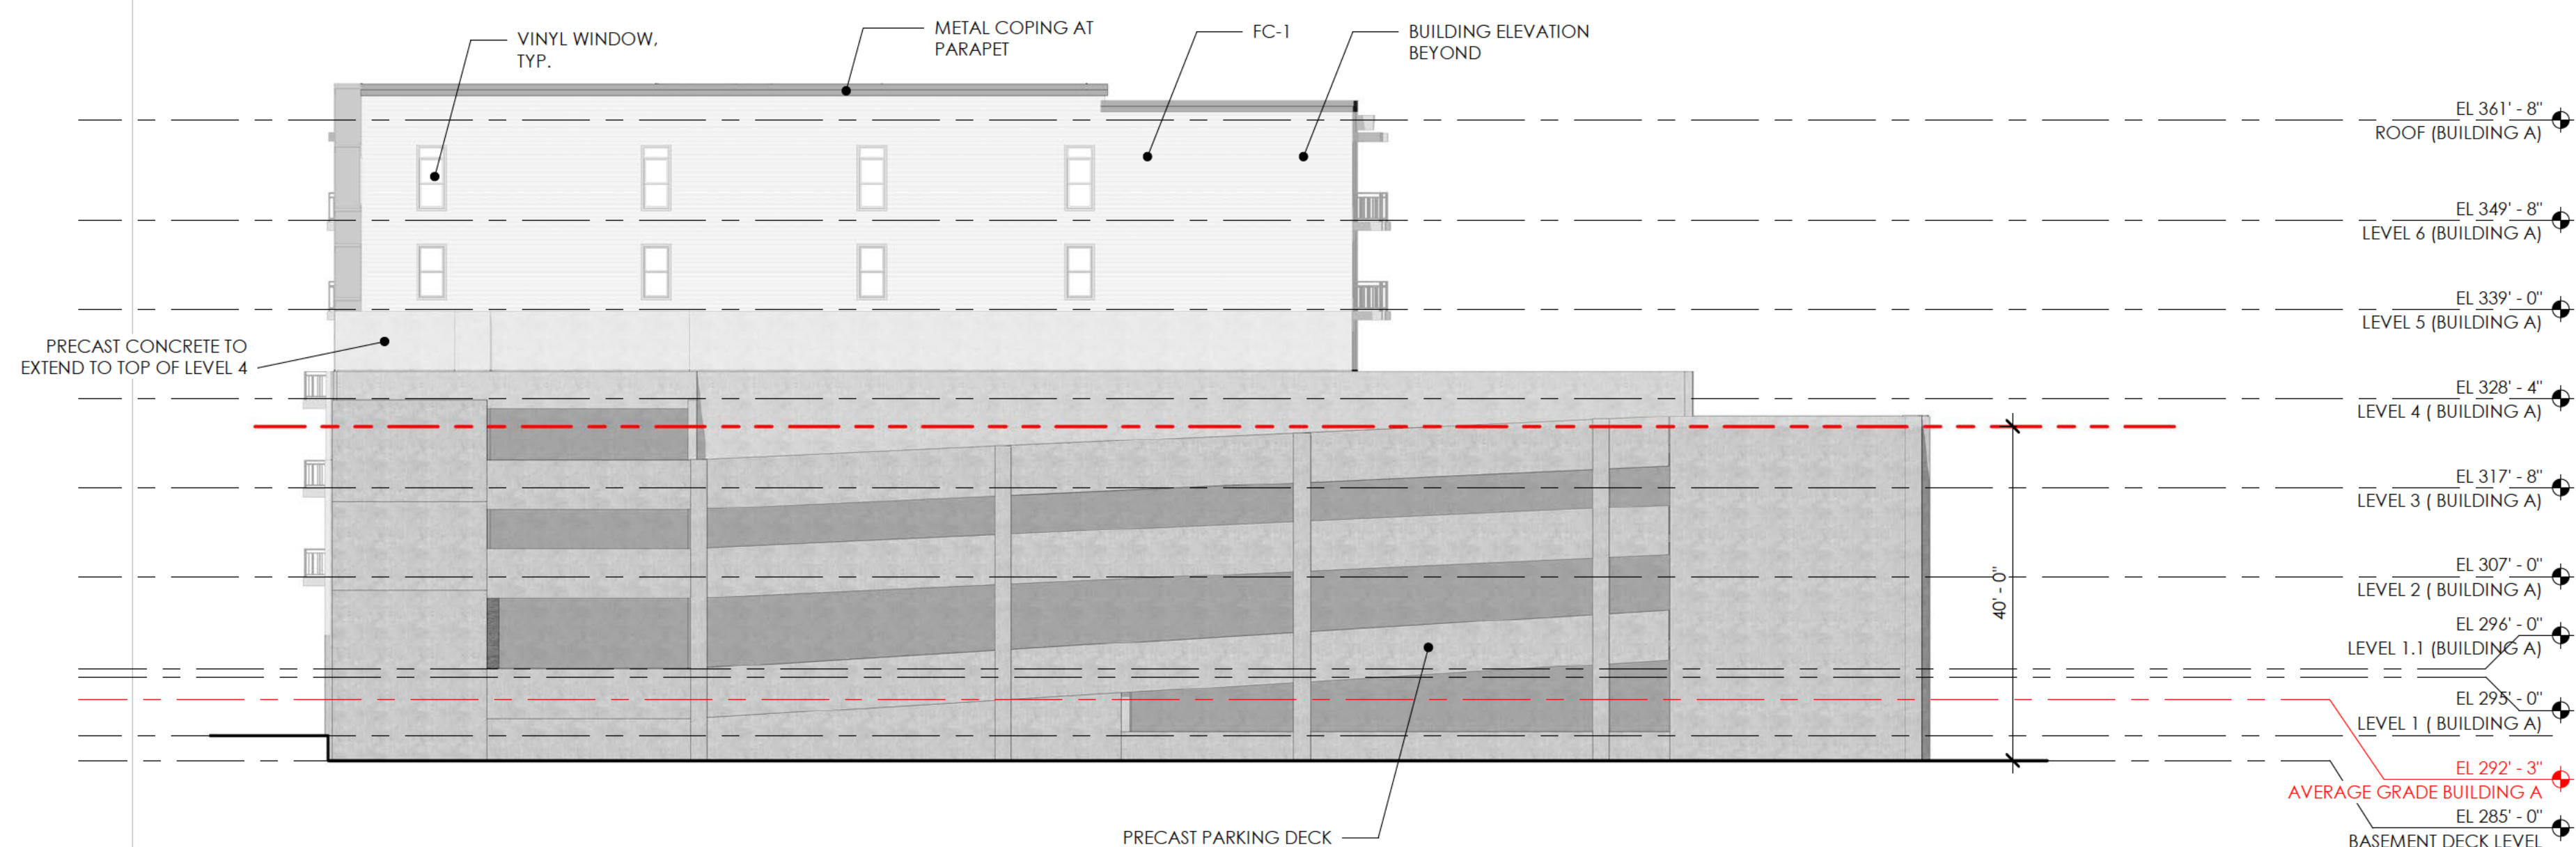 VINYL WINDOW,
TYP.
METAL COPING AT
PARAPET
FC-1
BUILDING ELEVATION
BEYOND
PRECAST CONCRETE TO
EXTEND TO TOP OF LEVEL 4
EL 361' - 8"
ROOF (BUILDING A)
EL 349' - 8"
LEVEL 6 (BUILDING A)
EL 339' - 0"
LEVEL 5 (BUILDING A)
EL 328' - 4"
LEVEL 4 ( BUILDING A)
EL 317' - 8"
LEVEL 3 ( BUILDING A)
EL 307' - 0"
LEVEL 2 ( BUILDING A)
40' - 0"
EL 296' - 0"
LEVEL 1.1 (BUILDING A)
EL 295' - 0"
LEVEL 1 ( BUILDING A)
EL 292' - 3"
AVERAGE GRADE BUILDING A
EL 285' - 0"
BASEMENT DECK LEVEL
PRECAST PARKING DECK